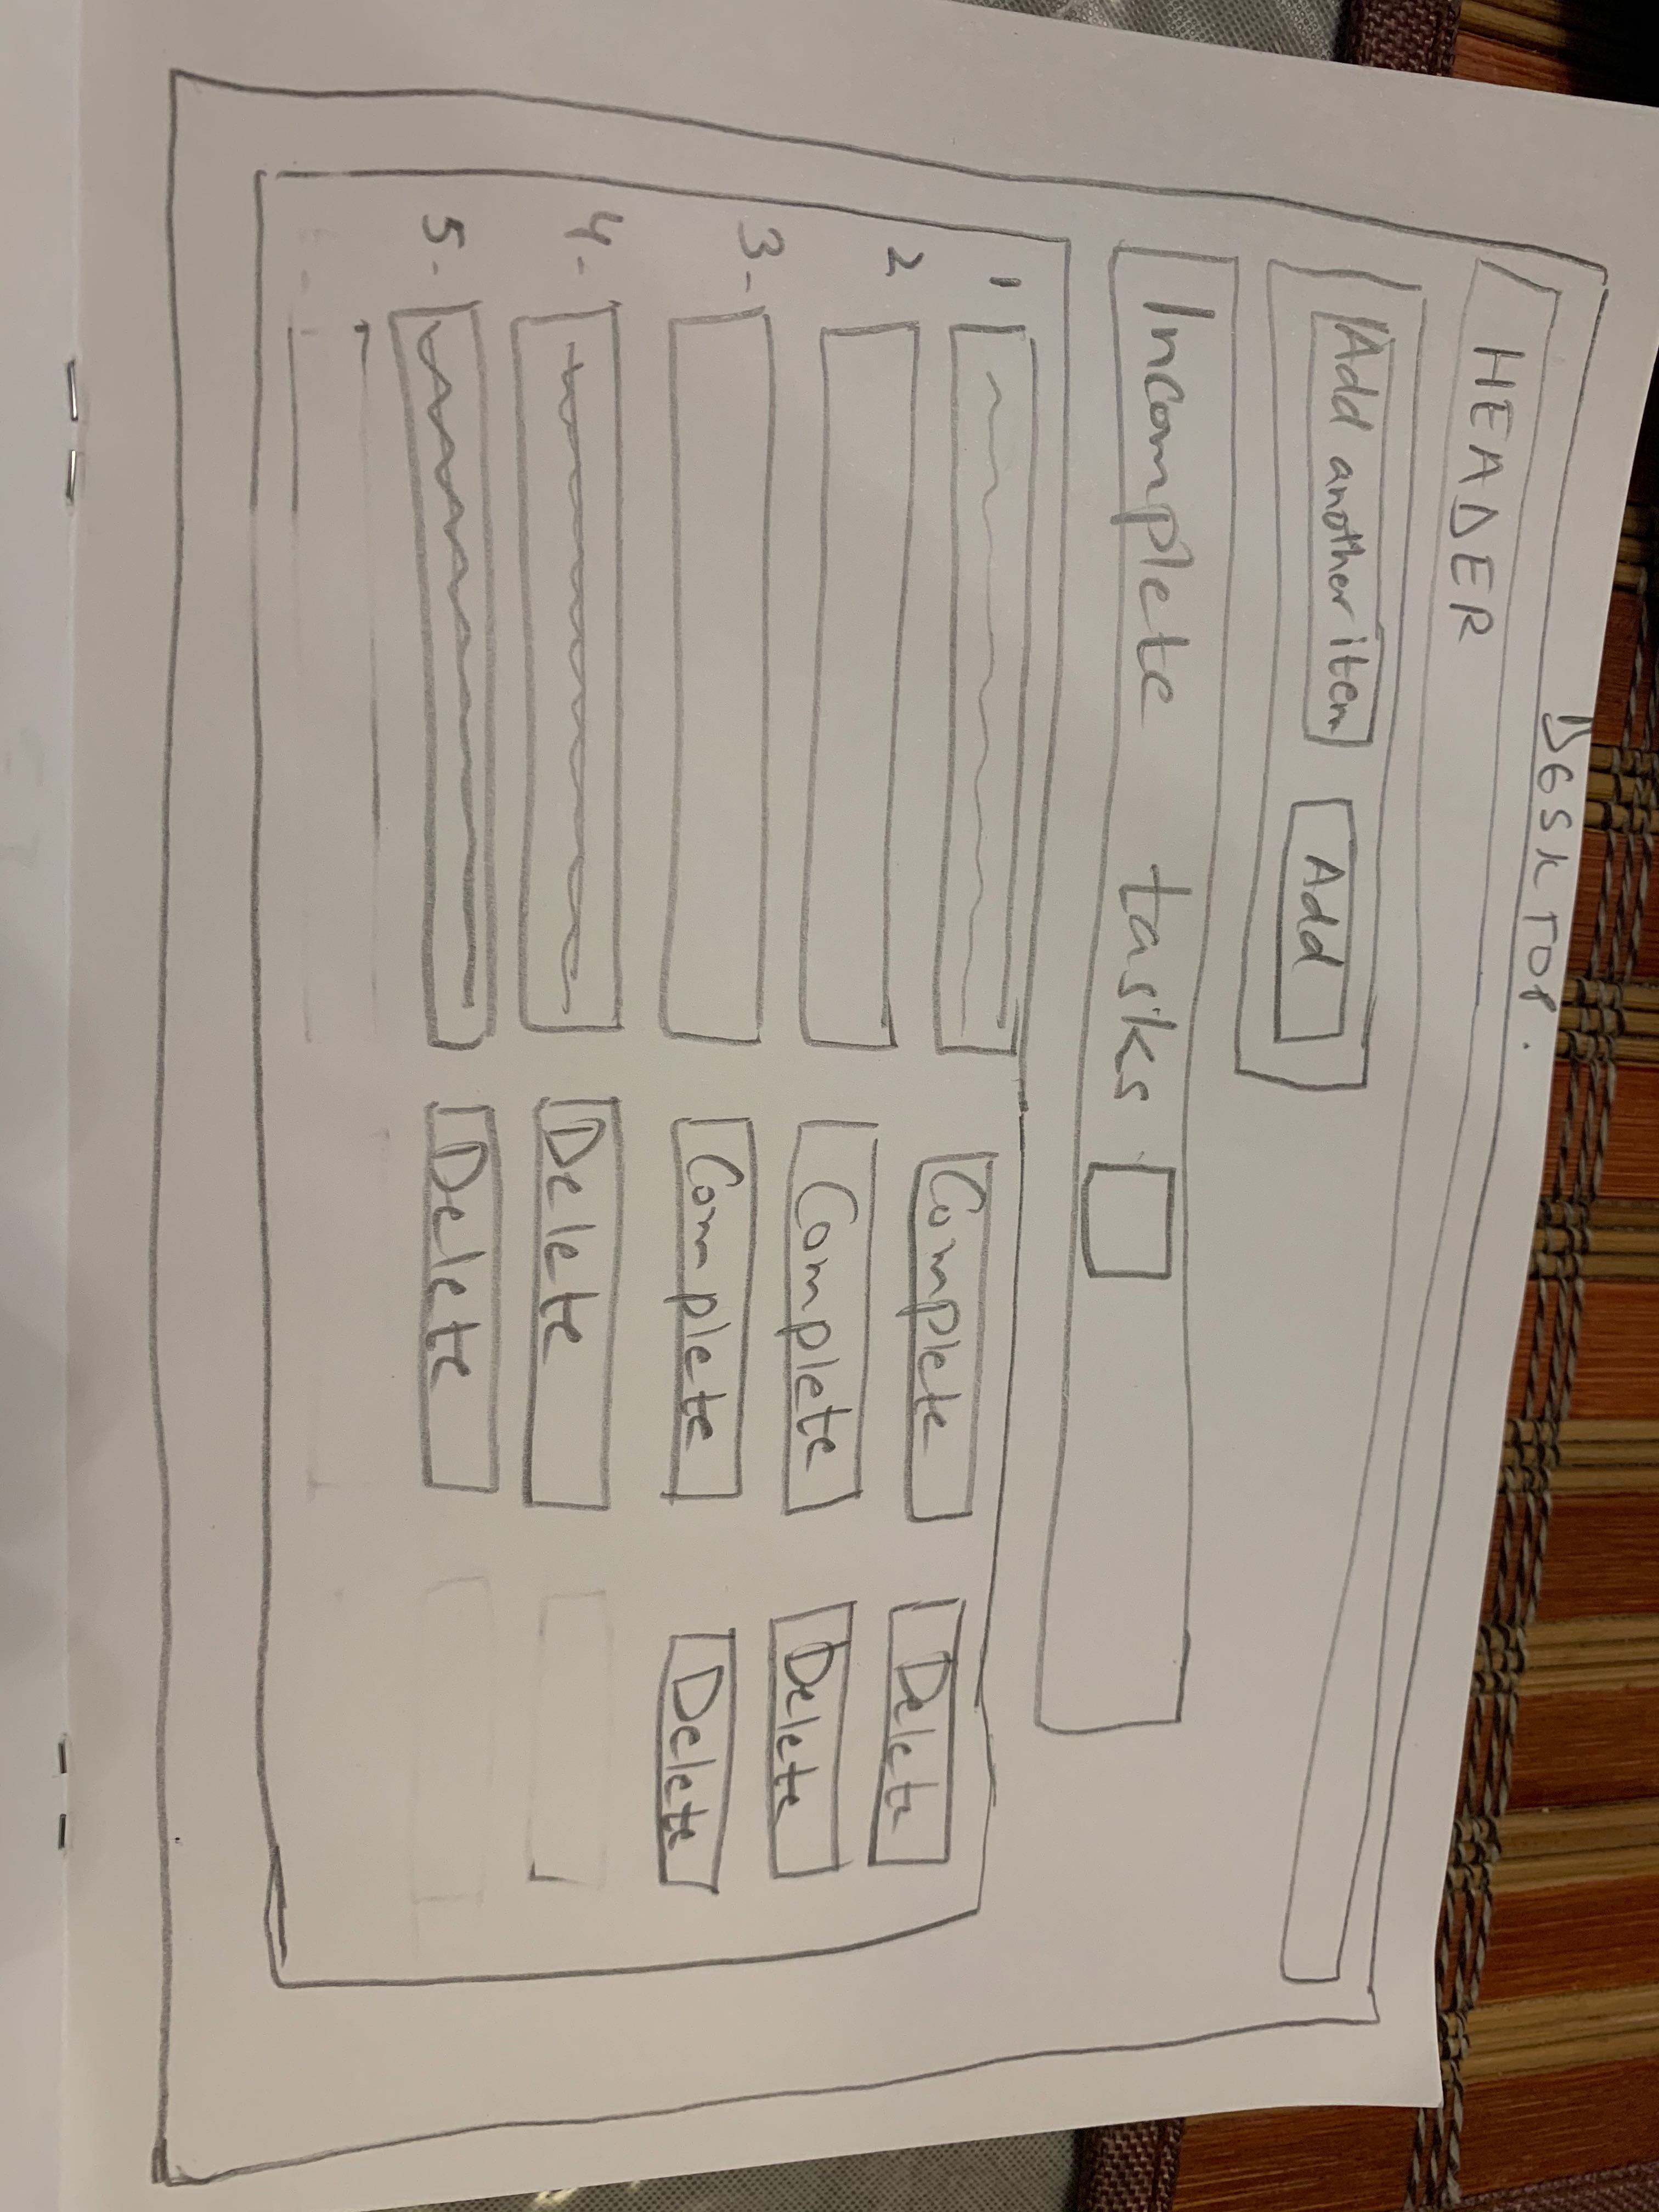 DESKTOP.
HEADER
Add another item Add
Incomplete tasks
1 Complete Delete
2 Complete Delete
3- Complete Delete
4- Delete
5- Delete